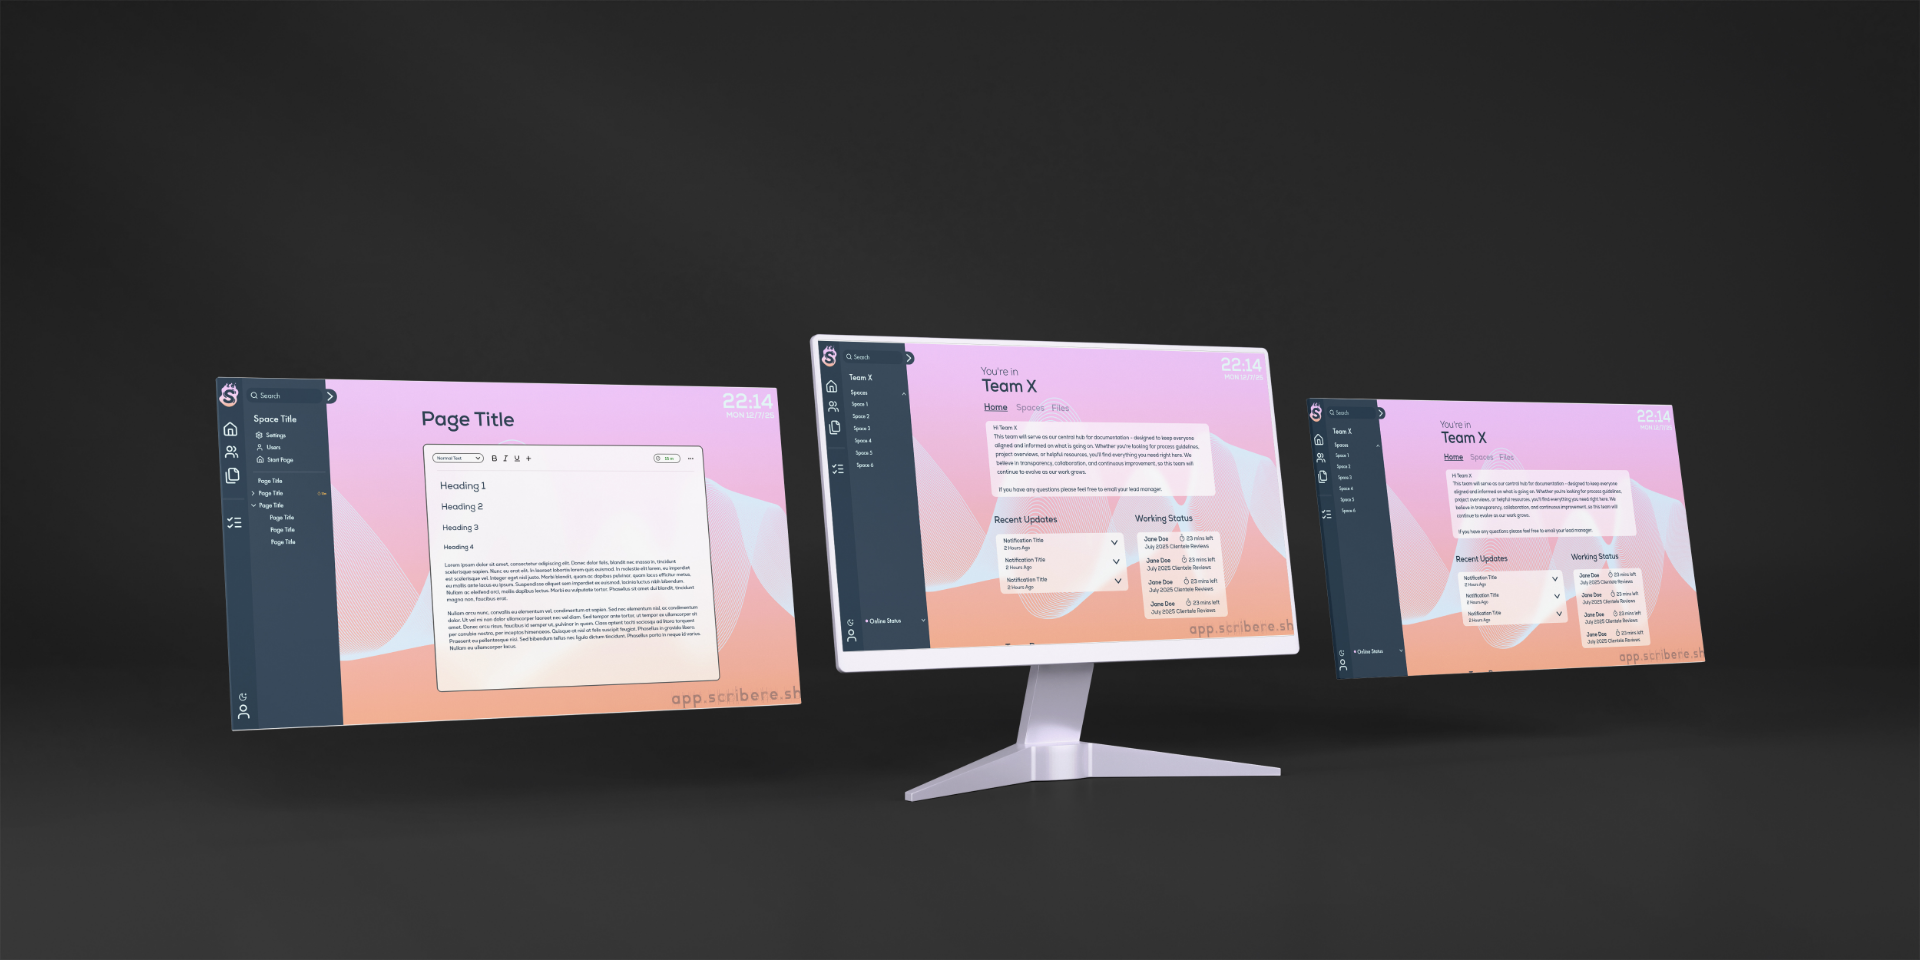 Search
Space Title
Settings
Users
Start Page
Page Title
Page Title
Page Title
Page Title
Page Title
Page Title
22:14
MON 12/7/25
Page Title
Normal Text
B I U +
Heading 1
Heading 2
Heading 3
Heading 4
Lorem ipsum dolor sit amet, consectetur adipiscing elit.
app.scribere.sh
Search
Team X
Spaces
Space 1
Space 2
Space 3
Space 4
Space 5
Space 6
Online Status
22:14
MON 12/7/25
You're in
Team X
Home Spaces Files
Hi Team X
This team will serve as our central hub for documentation - designed to keep everyone
aligned and informed on what is going on. Whether you're looking for process guidelines,
project overviews, or helpful resources, you'll find everything you need right here. We
believe in transparency, collaboration, and continuous improvement, so this team will
continue to evolve as our work grows.
If you have any questions please feel free to email your lead manager.
Recent Updates
Notification Title
2 Hours Ago
Notification Title
2 Hours Ago
Notification Title
2 Hours Ago
Working Status
Jane Doe 23 mins left
July 2025 Clientele Reviews
Jane Doe 23 mins left
July 2025 Clientele Reviews
Jane Doe 23 mins left
July 2025 Clientele Reviews
Jane Doe 23 mins left
July 2025 Clientele Reviews
app.scribere.sh
Search
Team X
Spaces
Space 1
Space 2
Space 3
Space 4
Space 5
Space 6
Online Status
22:14
MON 12/7/25
You're in
Team X
Home Spaces Files
Hi Team X
This team will serve as our central hub for documentation - designed to keep everyone
aligned and informed on what is going on. Whether you're looking for process guidelines,
project overviews, or helpful resources, you'll find everything you need right here. We
believe in transparency, collaboration, and continuous improvement, so this team will
continue to evolve as our work grows.
If you have any questions please feel free to email your lead manager.
Recent Updates
Notification Title
2 Hours Ago
Notification Title
2 Hours Ago
Notification Title
2 Hours Ago
Working Status
Jane Doe 23 mins left
July 2025 Clientele Reviews
Jane Doe 23 mins left
July 2025 Clientele Reviews
Jane Doe 23 mins left
July 2025 Clientele Reviews
Jane Doe 23 mins left
July 2025 Clientele Reviews
app.scribere.sh